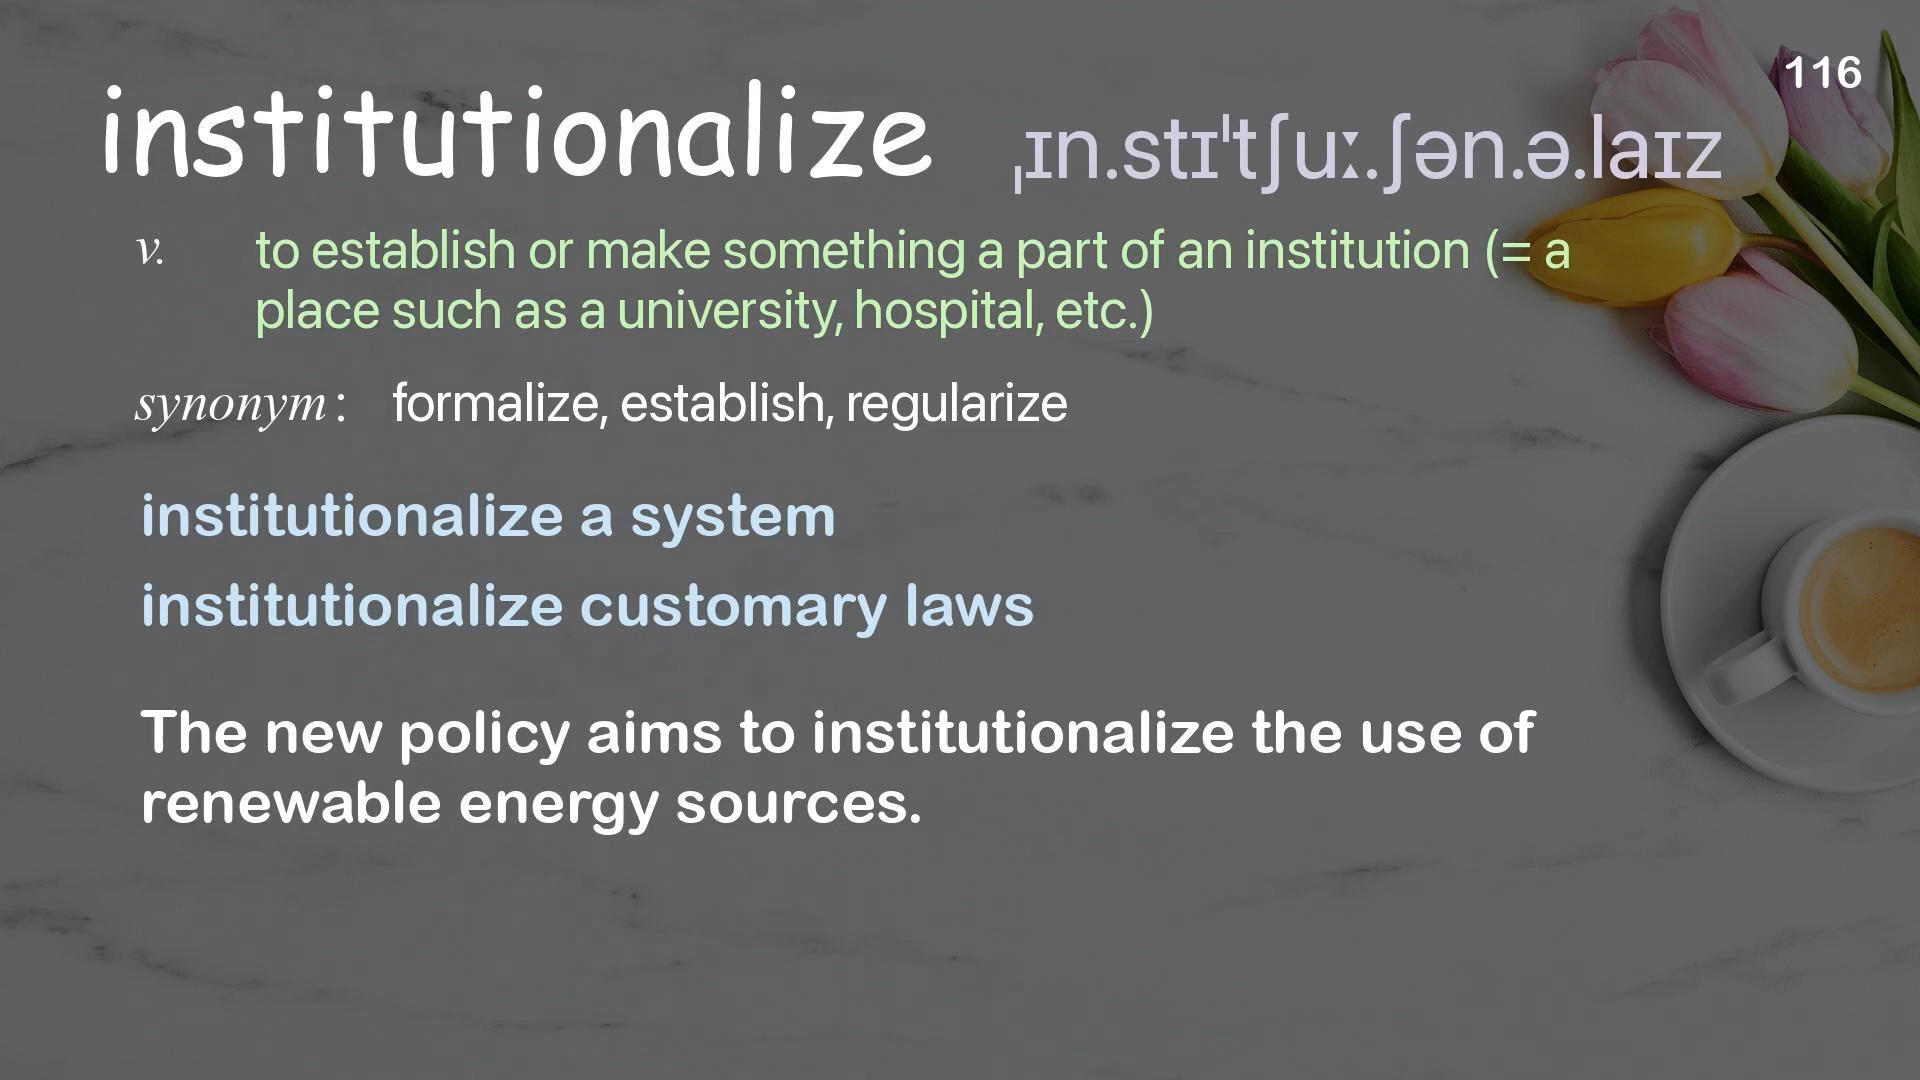 116
institutionalize ˌɪn.stɪˈtʃuː.ʃən.ə.laɪz
v. to establish or make something a part of an institution (= a
place such as a university, hospital, etc.)
synonym : formalize, establish, regularize
institutionalize a system
institutionalize customary laws
The new policy aims to institutionalize the use of
renewable energy sources.